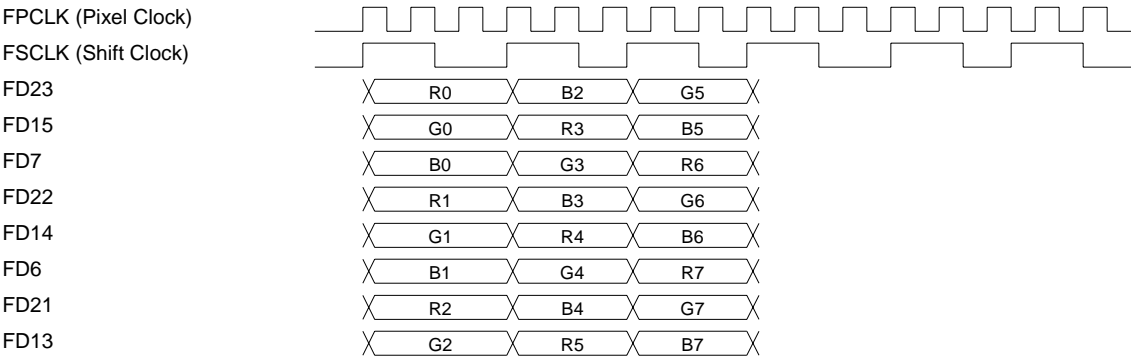 FPCLK (Pixel Clock)
FSCLK (Shift Clock)
FD23 R0 B2 G5
FD15 G0 R3 B5
FD7 B0 G3 R6
FD22 R1 B3 G6
FD14 G1 R4 B6
FD6 B1 G4 R7
FD21 R2 B4 G7
FD13 G2 R5 B7